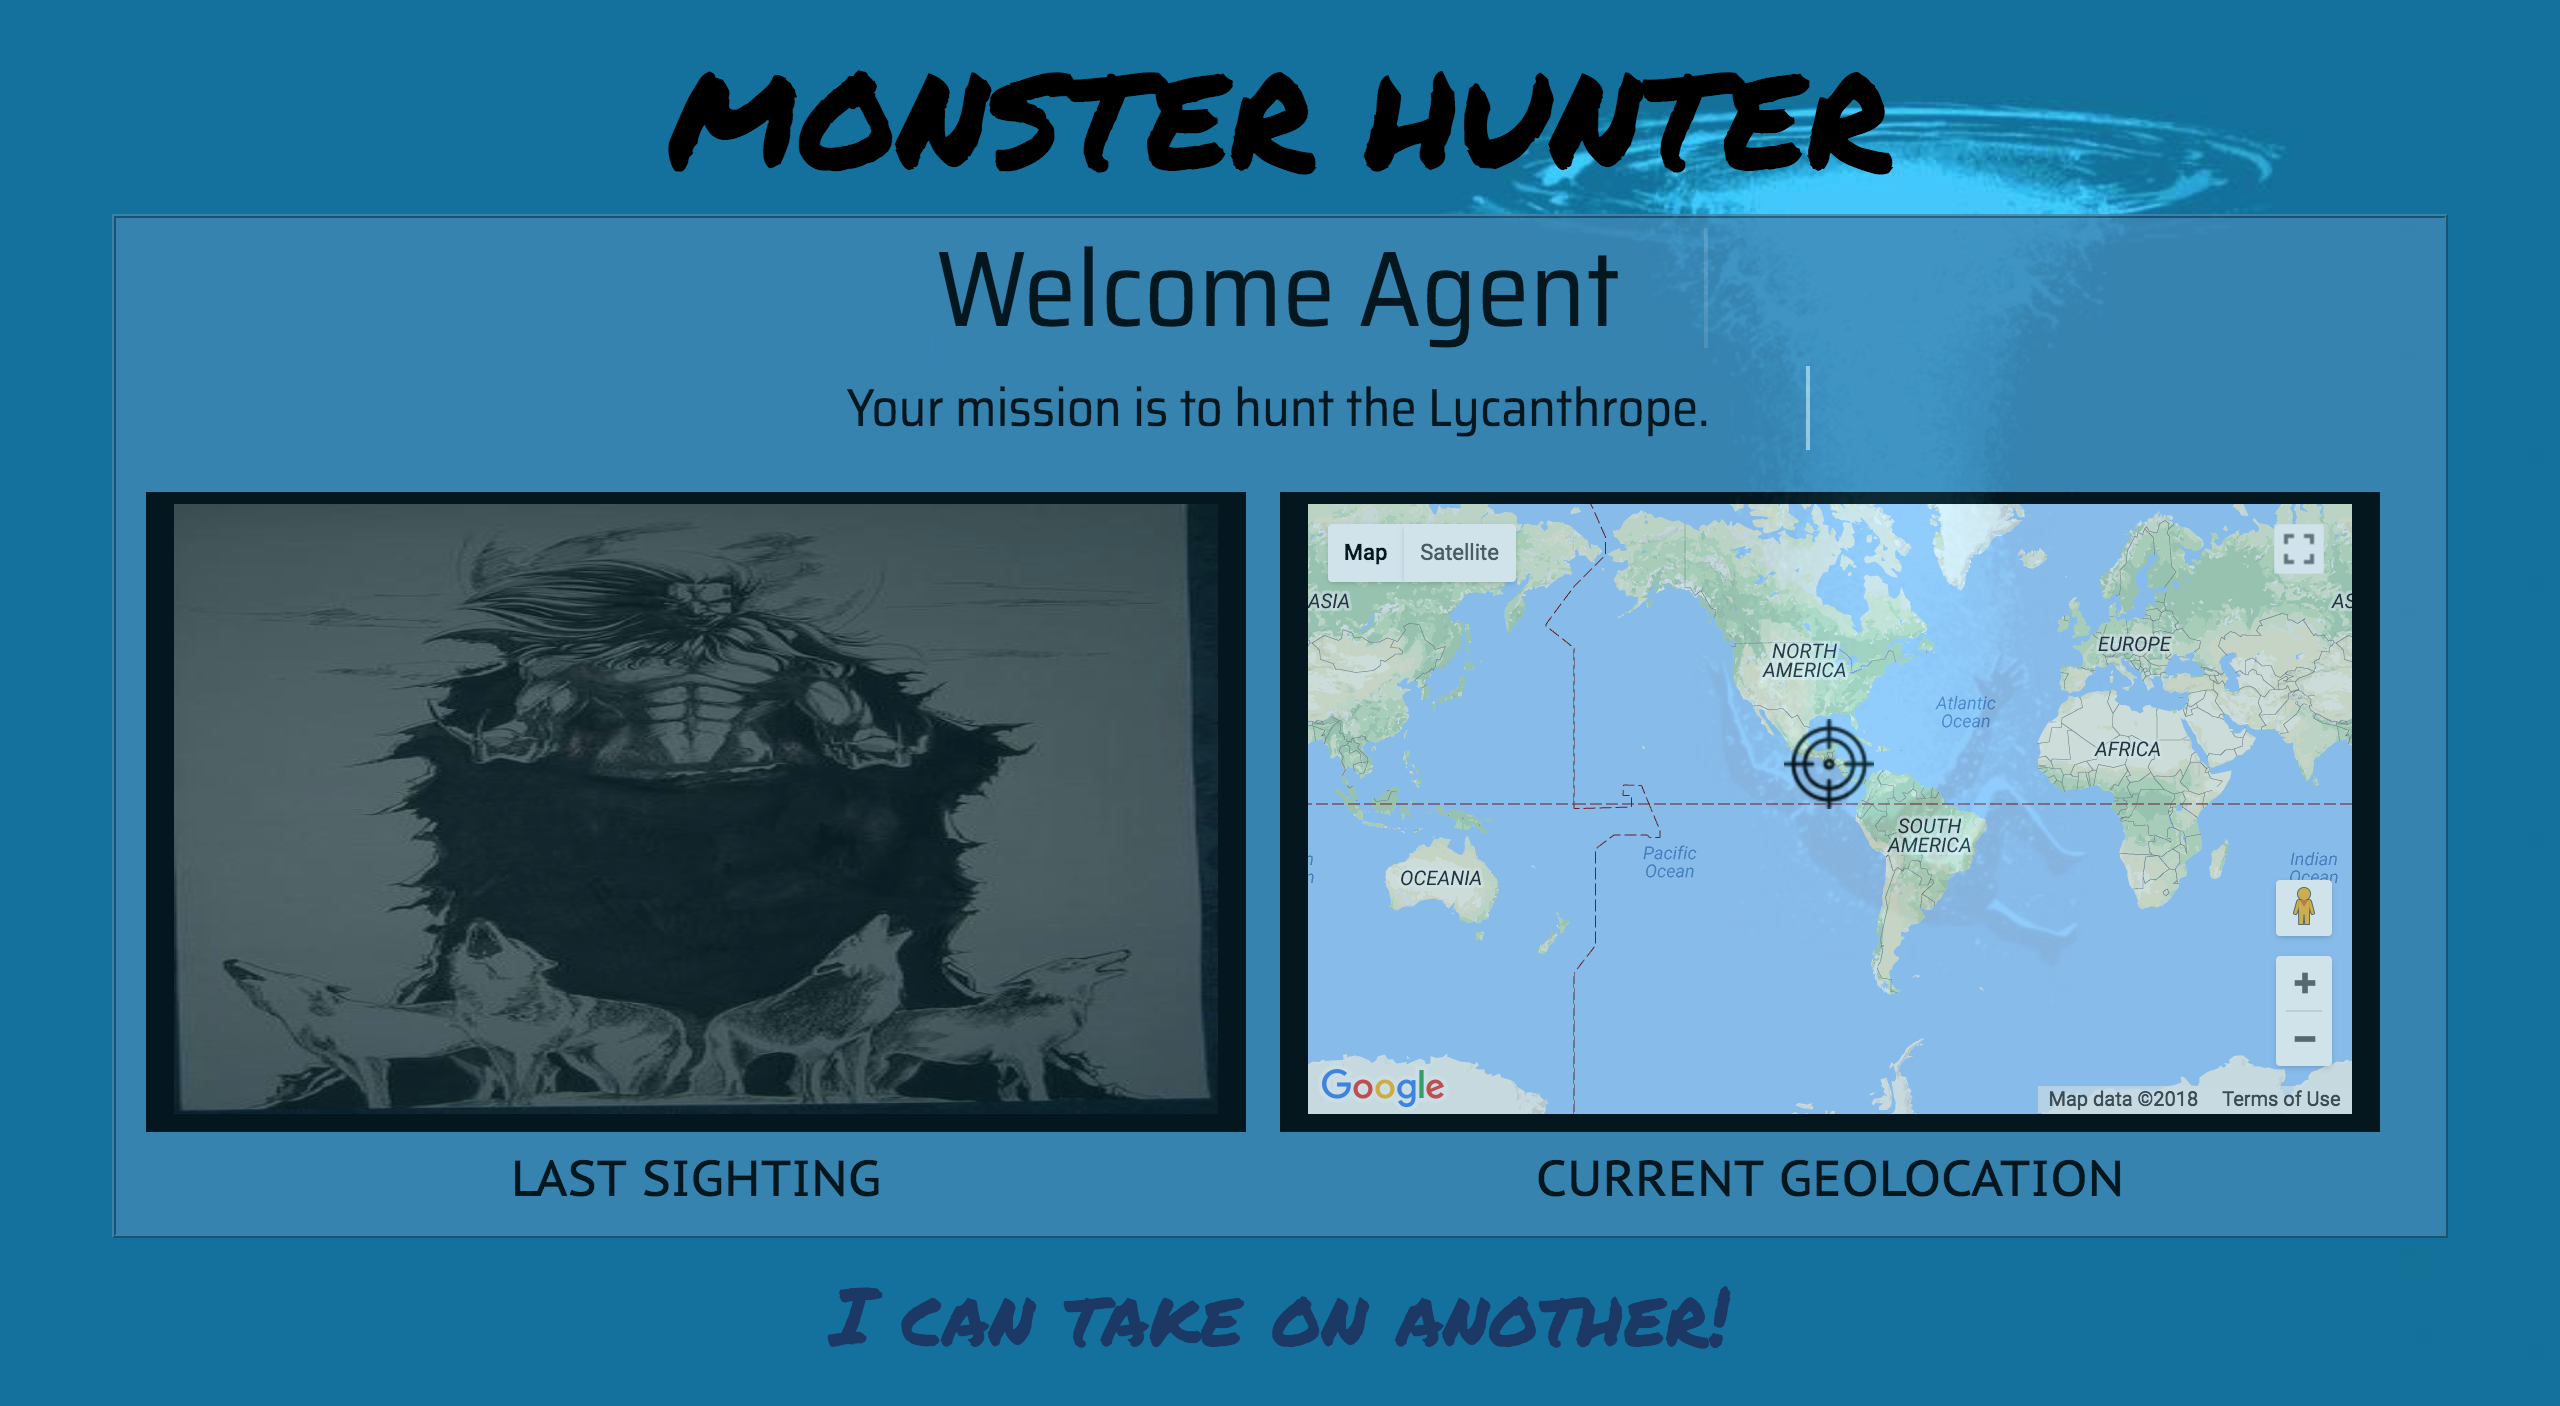 MONSTER HUNTER
Welcome Agent
Your mission is to hunt the Lycanthrope.
Map
Satellite
ASIA
AS
NORTH
AMERICA
EUROPE
Atlantic
Ocean
AFRICA
SOUTH
AMERICA
Pacific
Ocean
OCEANIA
Indian
Ocean
Google
Map data ©2018
Terms of Use
LAST SIGHTING
CURRENT GEOLOCATION
I CAN TAKE ON ANOTHER!